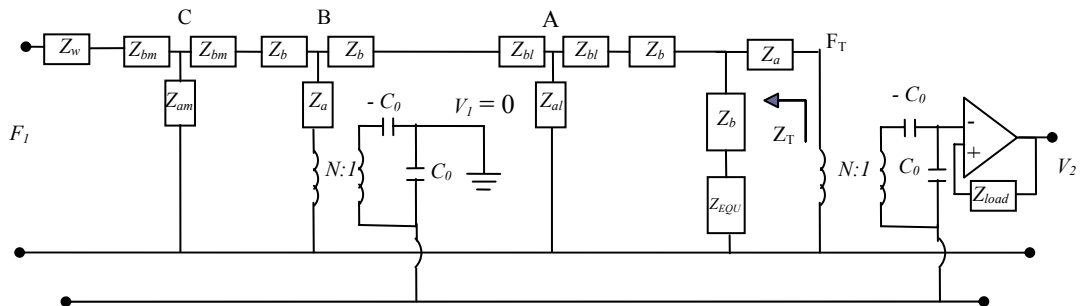 C
B
A
Z_w
Z_bm
Z_bm
Z_b
Z_b
Z_bl
Z_bl
Z_b
Z_a
F_T
Z_am
Z_a
- C_0
V_1 = 0
Z_al
Z_b
Z_T
- C_0
-
+
F_1
N:1
C_0
Z_EQU
N:1
C_0
Z_load
V_2